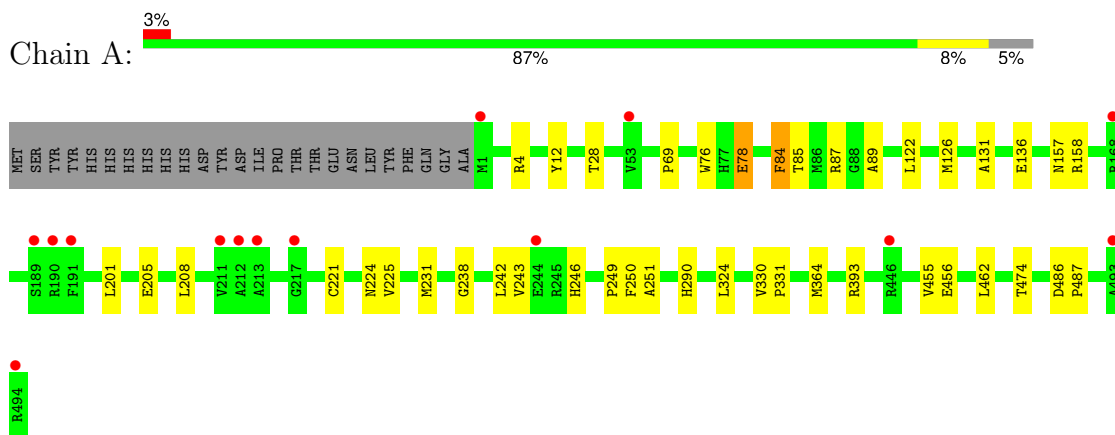 3%
Chain A:
87% 8% 5%
MET SER TYR TYR HIS HIS HIS HIS HIS HIS ASP TYR ASP ILE PRO THR THR GLU ASN LEU TYR PHE GLN GLY ALA M1 R4 Y12 T28 V53 P69 W76 H77 E78 F84 T85 M86 R87 G88 A89 L122 M126 A131 E136 N157 R158
S189 R190 F191 L201 E205 L208 V211 A212 A213 G217 C221 N224 V225 M231 G238 L242 V243 E244 R245 H246 P249 F250 A251 H290 L324 V330 P331 M364 R393 R446 V455 E456 L462 T474 D486 P487 A493
R494